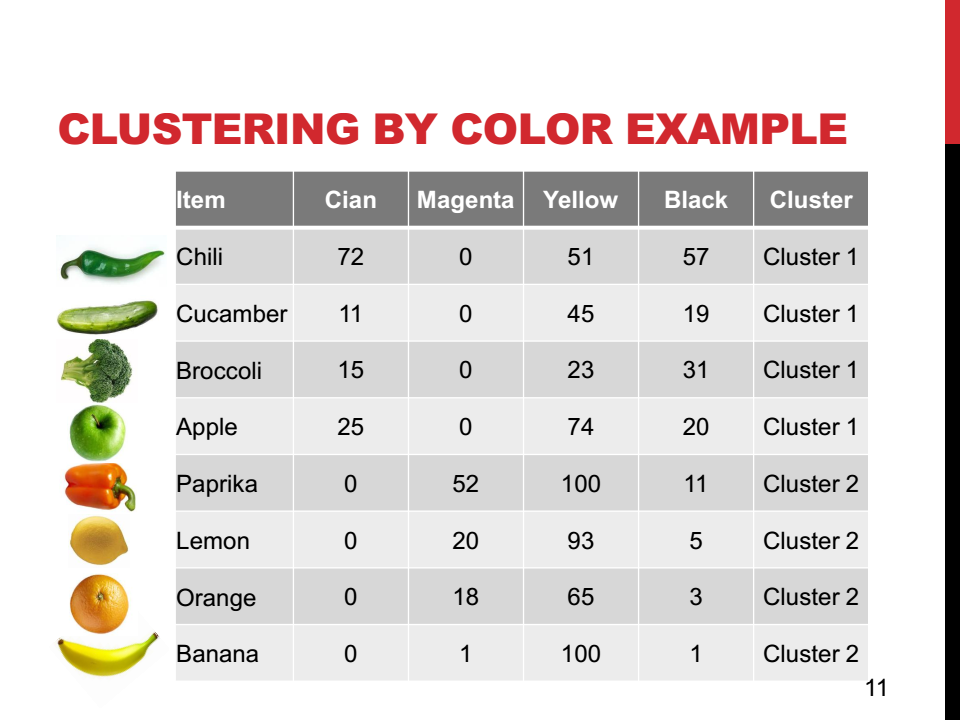 CLUSTERING BY COLOR EXAMPLE
Item Cian Magenta Yellow Black Cluster
Chili 72 0 51 57 Cluster 1
Cucamber 11 0 45 19 Cluster 1
Broccoli 15 0 23 31 Cluster 1
Apple 25 0 74 20 Cluster 1
Paprika 0 52 100 11 Cluster 2
Lemon 0 20 93 5 Cluster 2
Orange 0 18 65 3 Cluster 2
Banana 0 1 100 1 Cluster 2
11